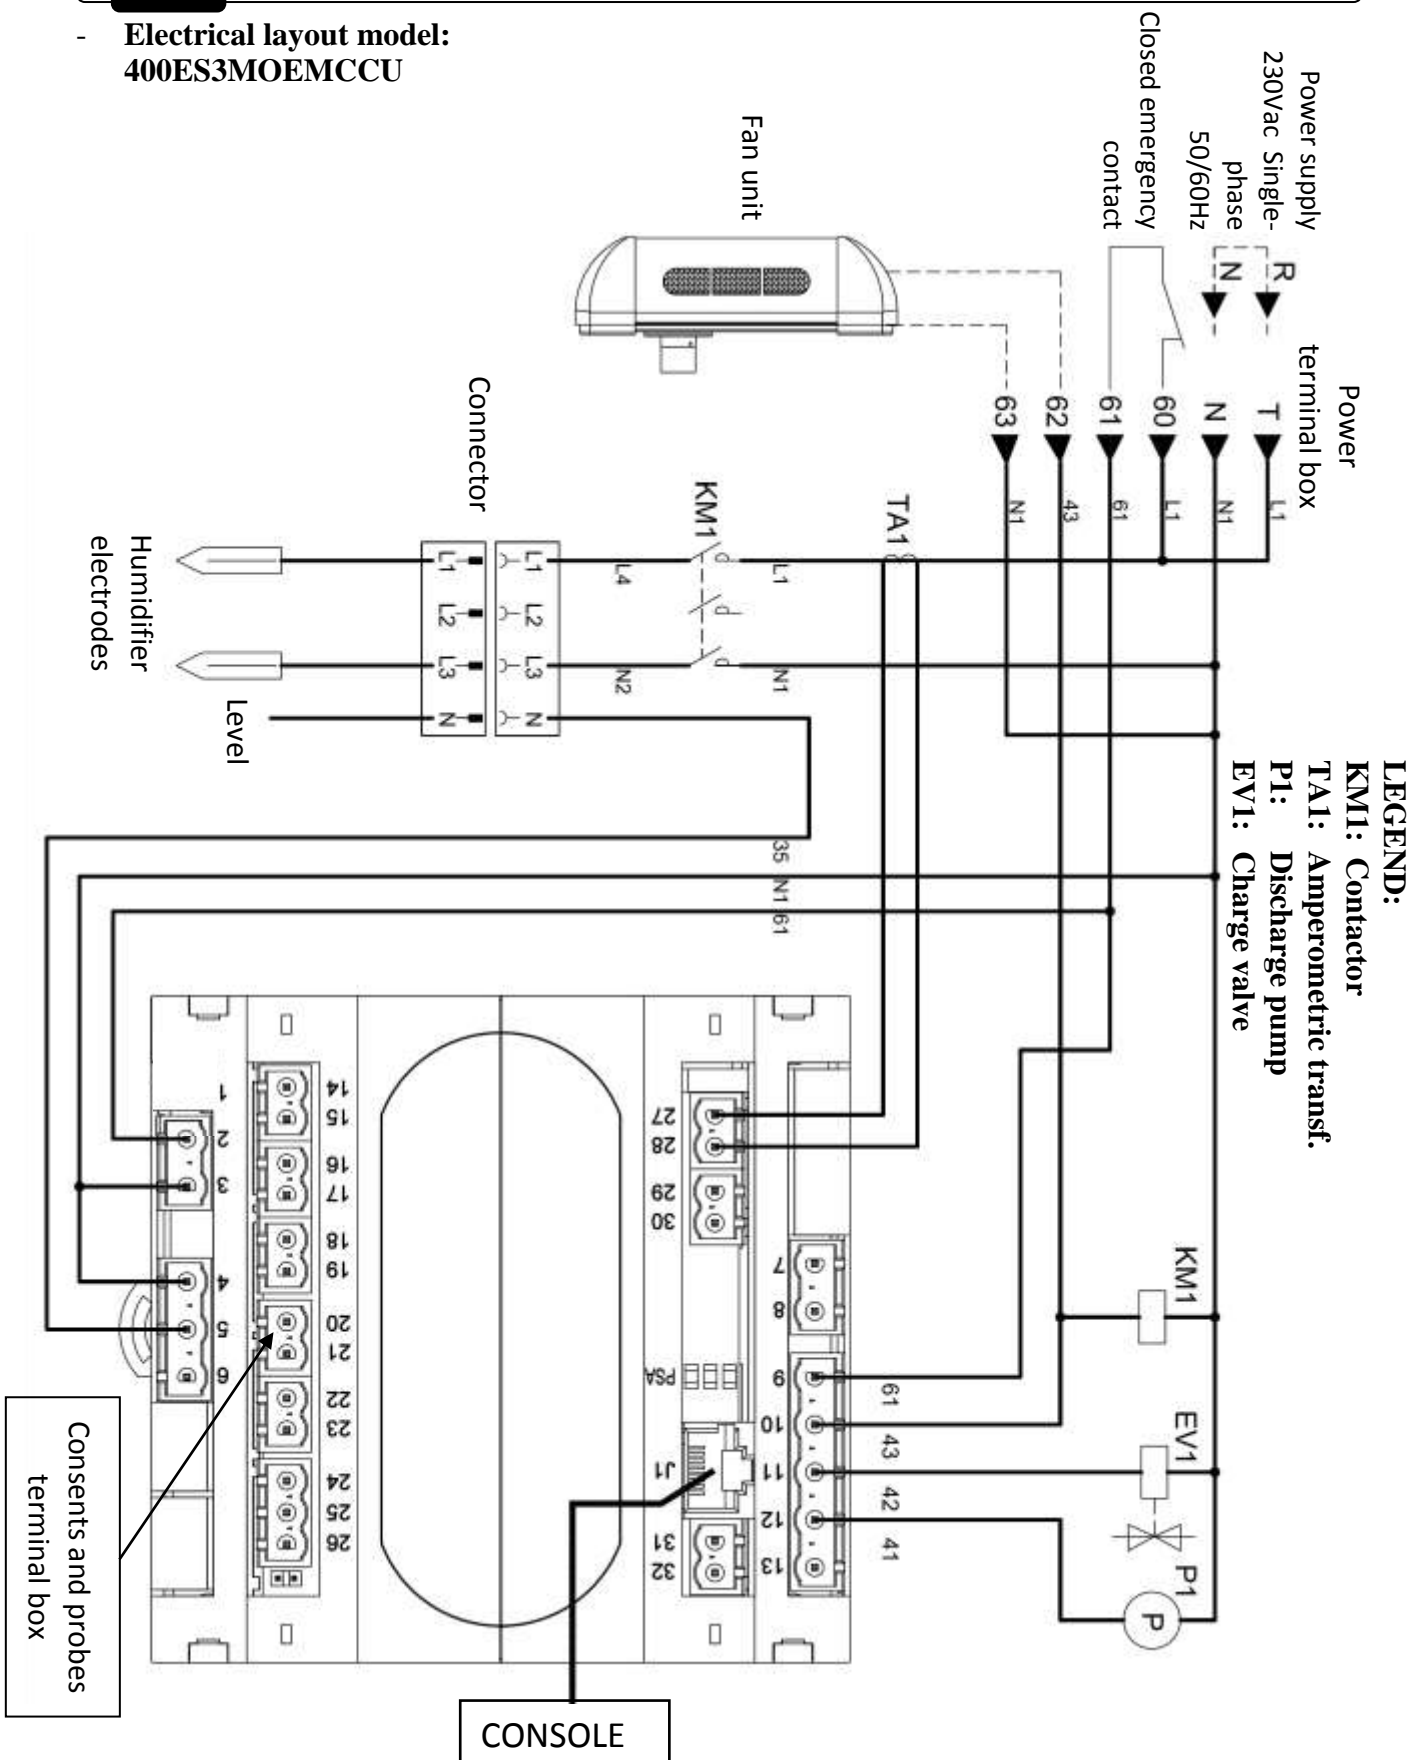 - Electrical layout model:
400ES3MOEMCCU
Power supply
230Vac Single-
phase
50/60Hz
Closed emergency
contact
Fan unit
R
N
Power
terminal box
T
N
60
61
62
63
L1
N1
L1
61
43
N1
TA1
KM1
L1
N1
L4
N2
Connector
L1
L2
L3
N
L1
L2
L3
N
Humidifier
electrodes
Level
LEGEND:
KM1: Contactor
TA1: Amperometric transf.
P1: Discharge pump
EV1: Charge valve
35
N1
61
KM1
EV1
P1
P
1
2
3
4
5
6
14
15
16
17
18
19
20
21
22
23
24
25
26
27
28
29
30
PSA
J1
31
32
7
8
9
10
11
12
13
61
43
42
41
Consents and probes
terminal box
CONSOLE